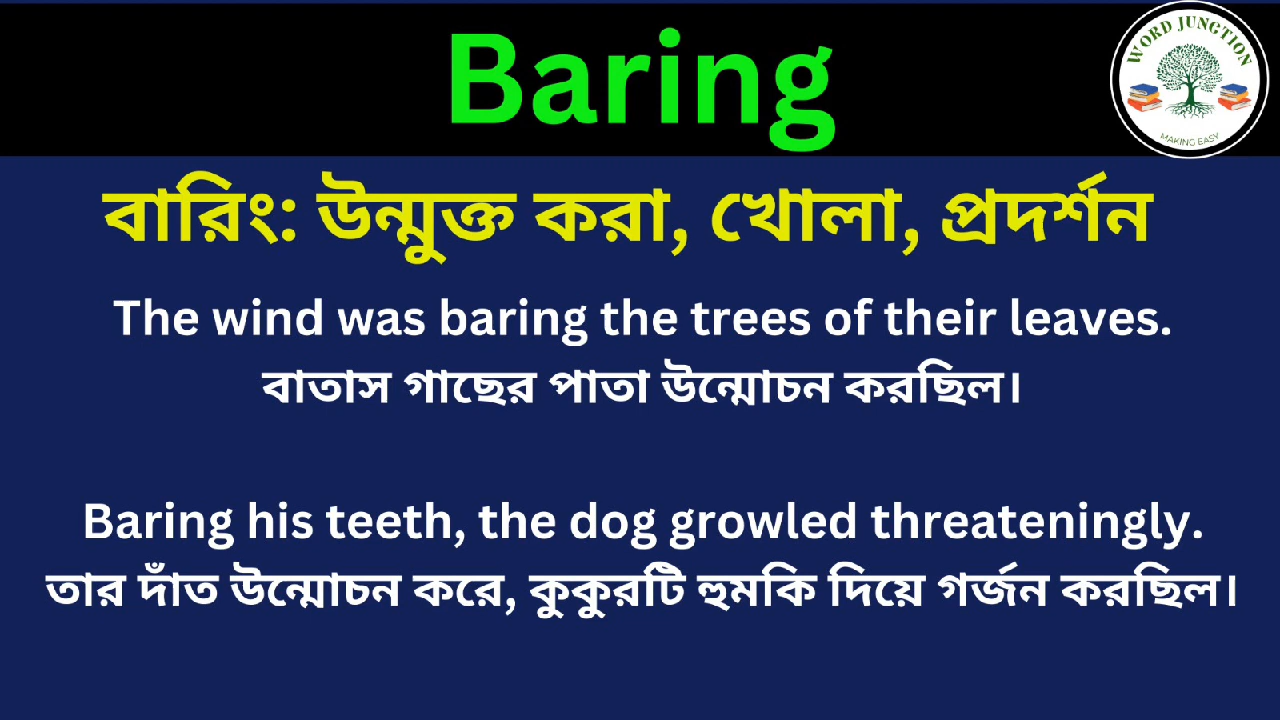 Baring
WORD JUNCTION
MAKING EASY
বারিং: উন্মুক্ত করা, খোলা, প্রদর্শন
The wind was baring the trees of their leaves.
বাতাস গাছের পাতা উন্মোচন করছিল।
Baring his teeth, the dog growled threateningly.
তার দাঁত উন্মোচন করে, কুকুরটি হুমকি দিয়ে গর্জন করছিল।